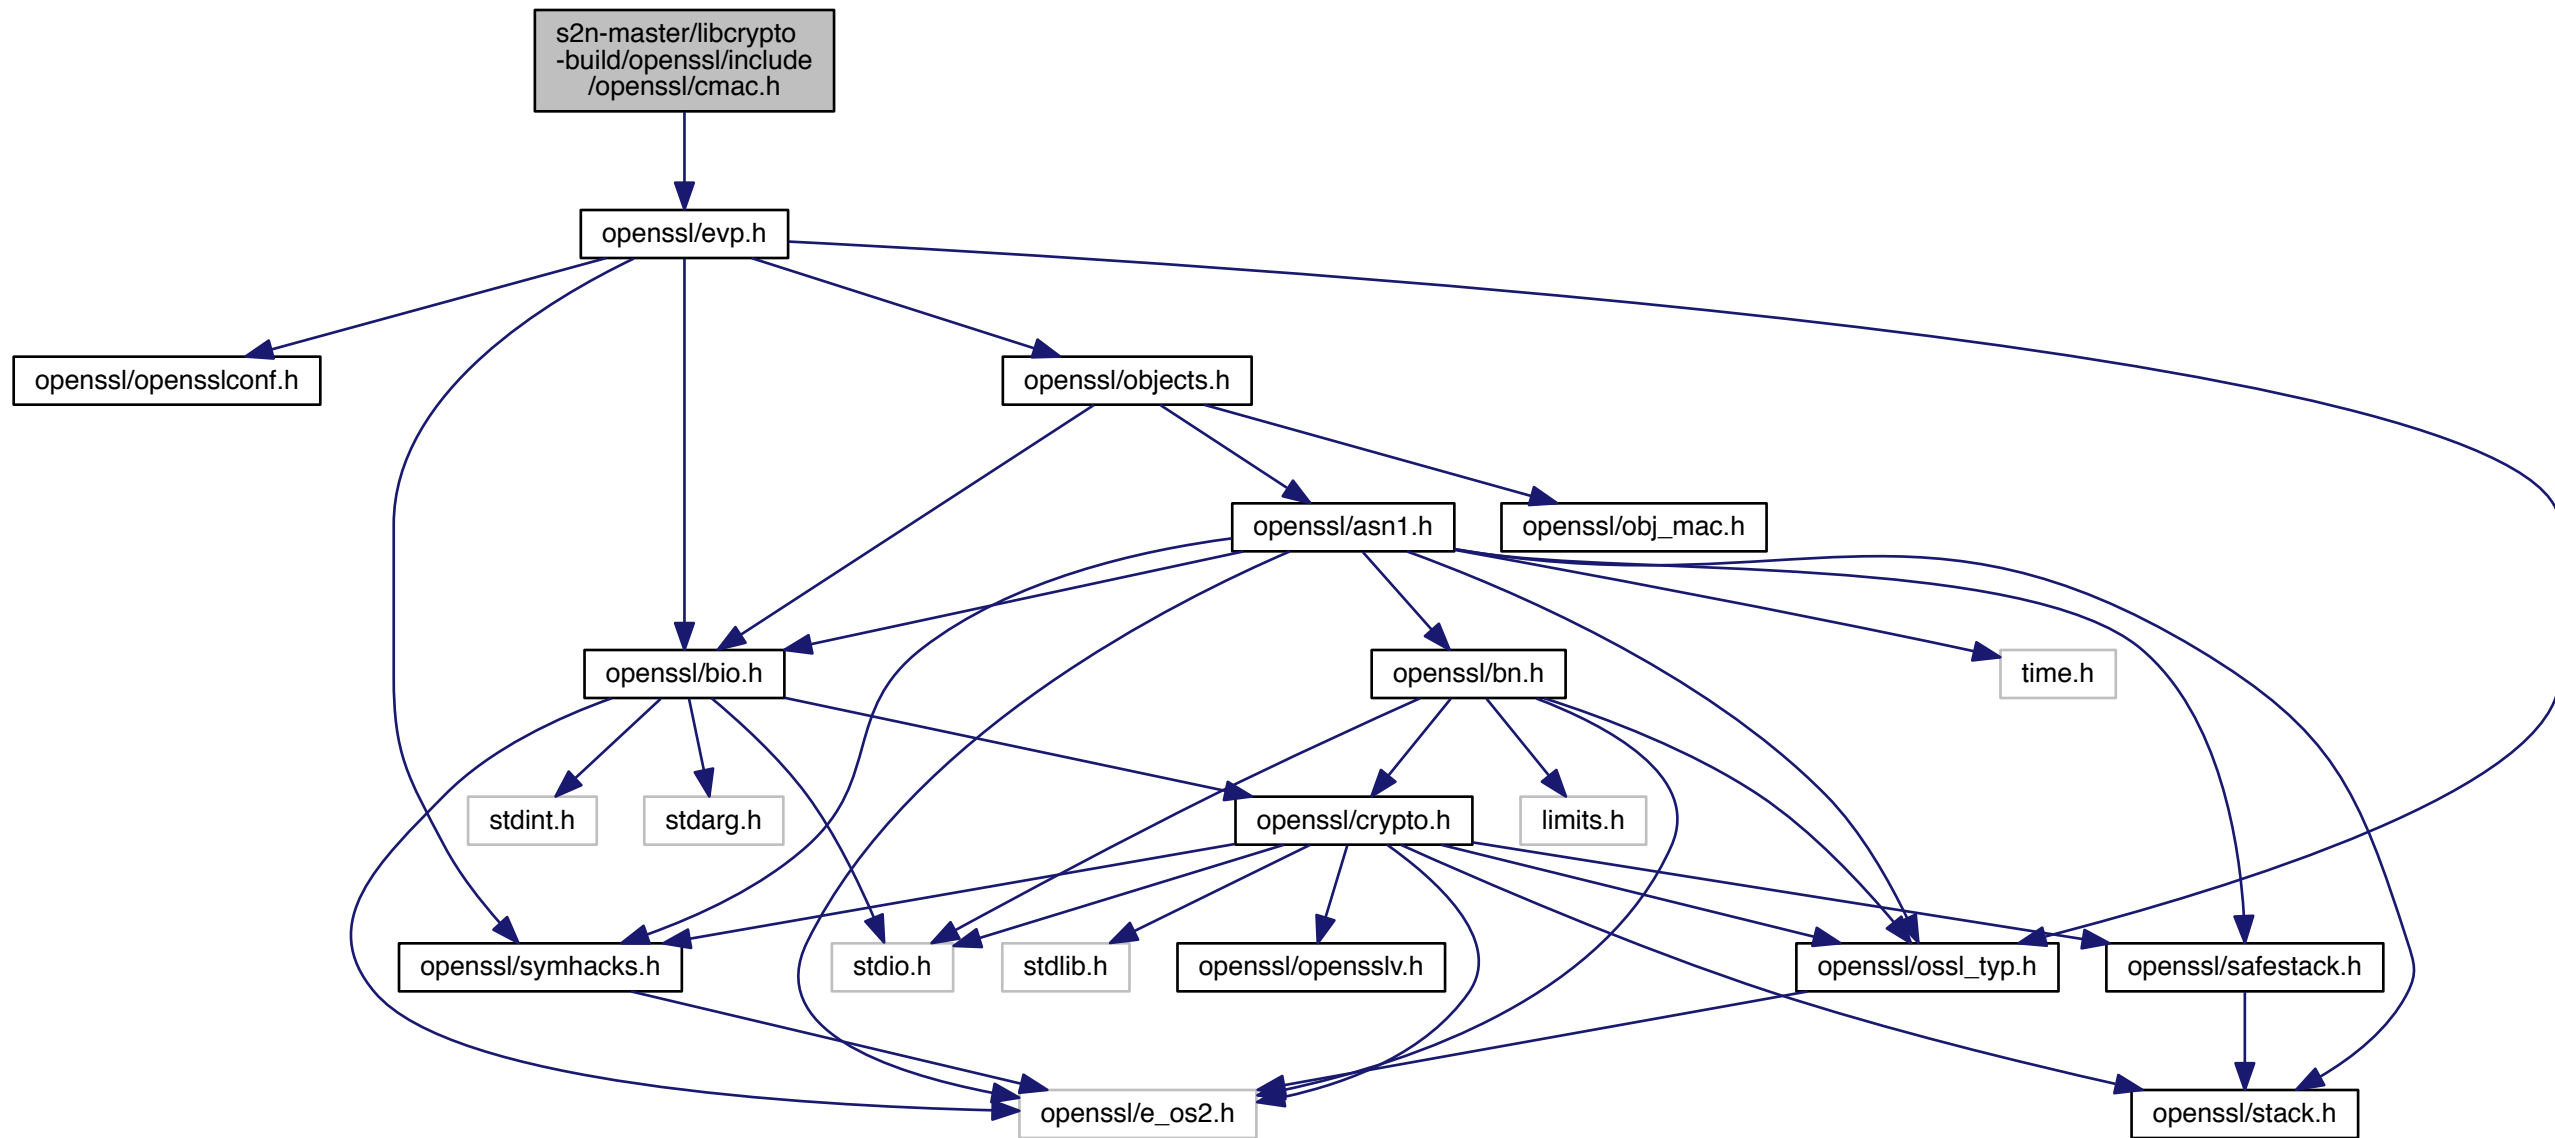 s2n-master/libcrypto
-build/openssl/include
/openssl/cmac.h
openssl/evp.h
openssl/opensslconf.h
openssl/objects.h
openssl/asn1.h
openssl/obj_mac.h
openssl/bio.h
openssl/bn.h
time.h
stdint.h
stdarg.h
openssl/crypto.h
limits.h
openssl/symhacks.h
stdio.h
stdlib.h
openssl/opensslv.h
openssl/ossl_typ.h
openssl/safestack.h
openssl/e_os2.h
openssl/stack.h